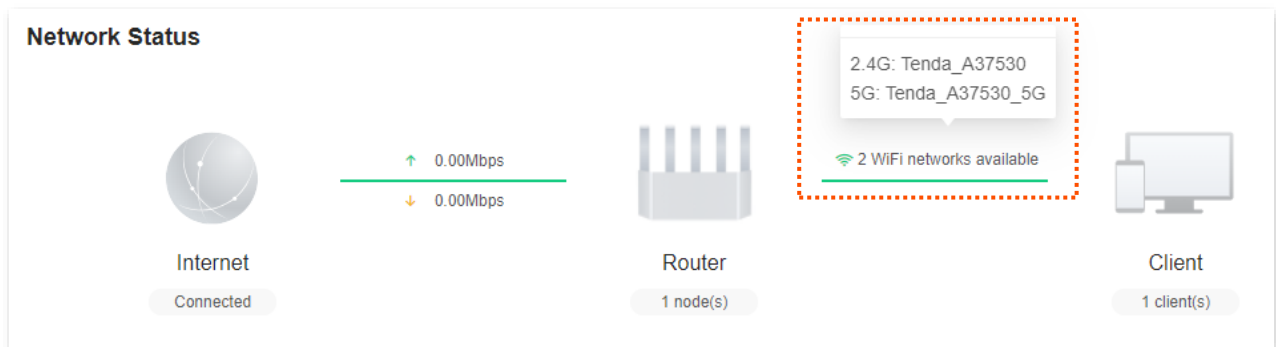 Network Status
2.4G: Tenda_A37530
5G: Tenda_A37530_5G
0.00Mbps
2 WiFi networks available
0.00Mbps
Internet
Router
Client
Connected
1 node(s)
1 client(s)